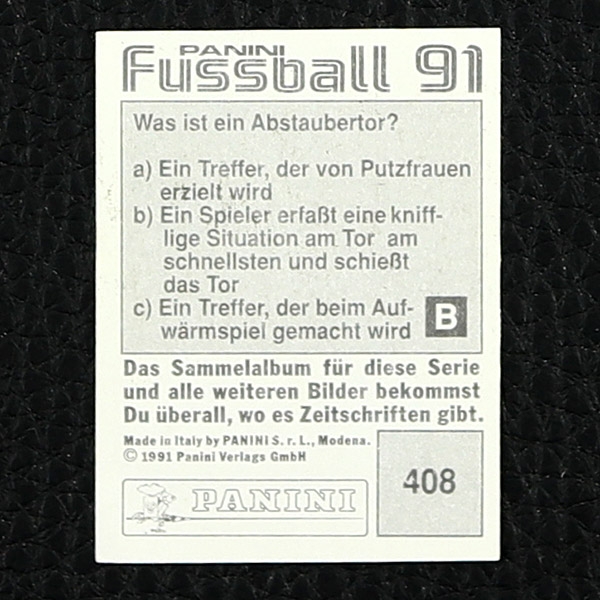 PANINI
Fussball 91
Was ist ein Abstaubertor?
a) Ein Treffer, der von Putzfrauen
erzielt wird
b) Ein Spieler erfaßt eine kniff-
lige Situation am Tor am
schnellsten und schießt
das Tor
c) Ein Treffer, der beim Auf-
wärmspiel gemacht wird
B
Das Sammelalbum für diese Serie
und alle weiteren Bilder bekommst
Du überall, wo es Zeitschriften gibt.
Made in Italy by PANINI S. r. L., Modena.
© 1991 Panini Verlags GmbH
PANINI
408